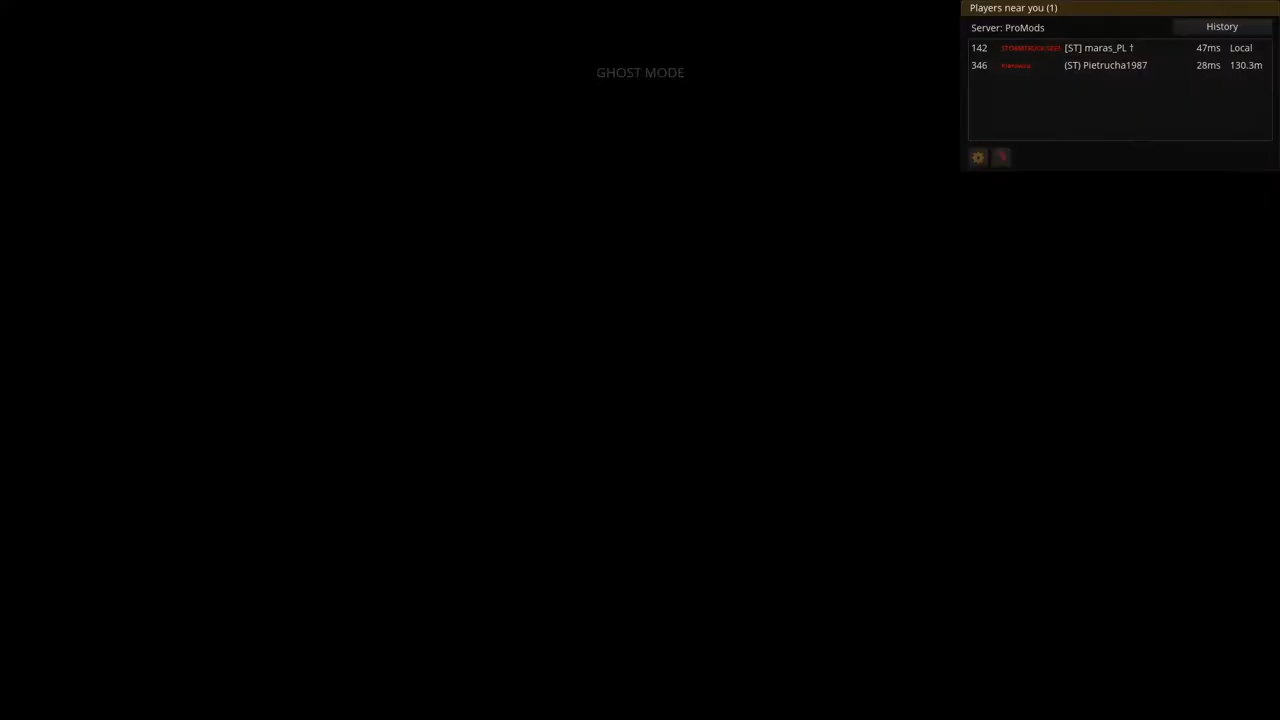 Players near you (1)
Server: ProMods
History
142 [ST] maras_PL † 47ms Local
346 (ST) Pietrucha1987 28ms 130.3m
GHOST MODE